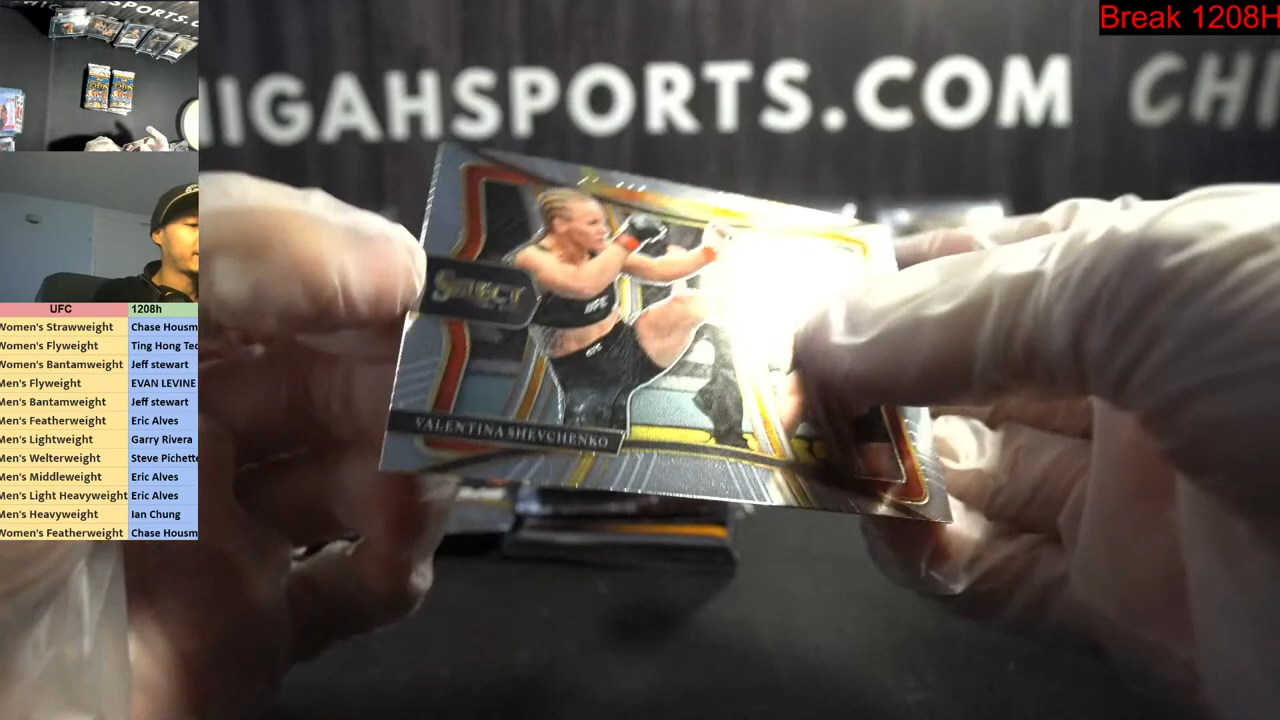 Break 1208H
HIGAHSPORTS.COM CHI
SPORTS.C
SELECT
UFC
VALENTINA SHEVCHENKO
UFC 1208h
Women's Strawweight Chase Housm
Women's Flyweight Ting Hong Tec
Women's Bantamweight Jeff stewart
Men's Flyweight EVAN LEVINE
Men's Bantamweight Jeff stewart
Men's Featherweight Eric Alves
Men's Lightweight Garry Rivera
Men's Welterweight Steve Pichette
Men's Middleweight Eric Alves
Men's Light Heavyweight Eric Alves
Men's Heavyweight Ian Chung
Women's Featherweight Chase Housm